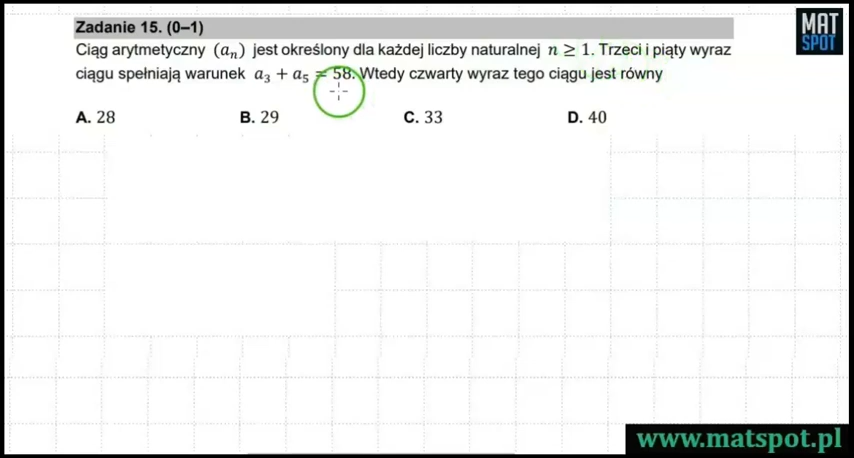 Zadanie 15. (0–1)
MAT
SPOT
Ciąg arytmetyczny (aₙ) jest określony dla każdej liczby naturalnej n ≥ 1. Trzeci i piąty wyraz
ciągu spełniają warunek a₃ + a₅ = 58. Wtedy czwarty wyraz tego ciągu jest równy
A. 28 B. 29 C. 33 D. 40
www.matspot.pl